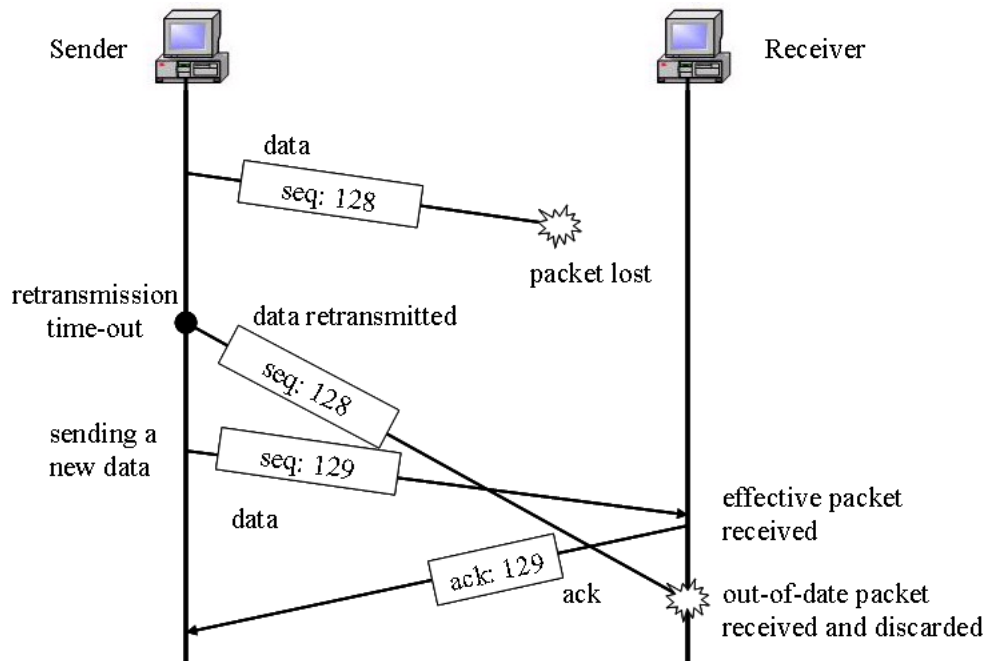 Sender
Receiver
data
seq: 128
packet lost
retransmission
time-out
data retransmitted
seq: 128
sending a
new data
seq: 129
data
effective packet
received
ack: 129
ack
out-of-date packet
received and discarded